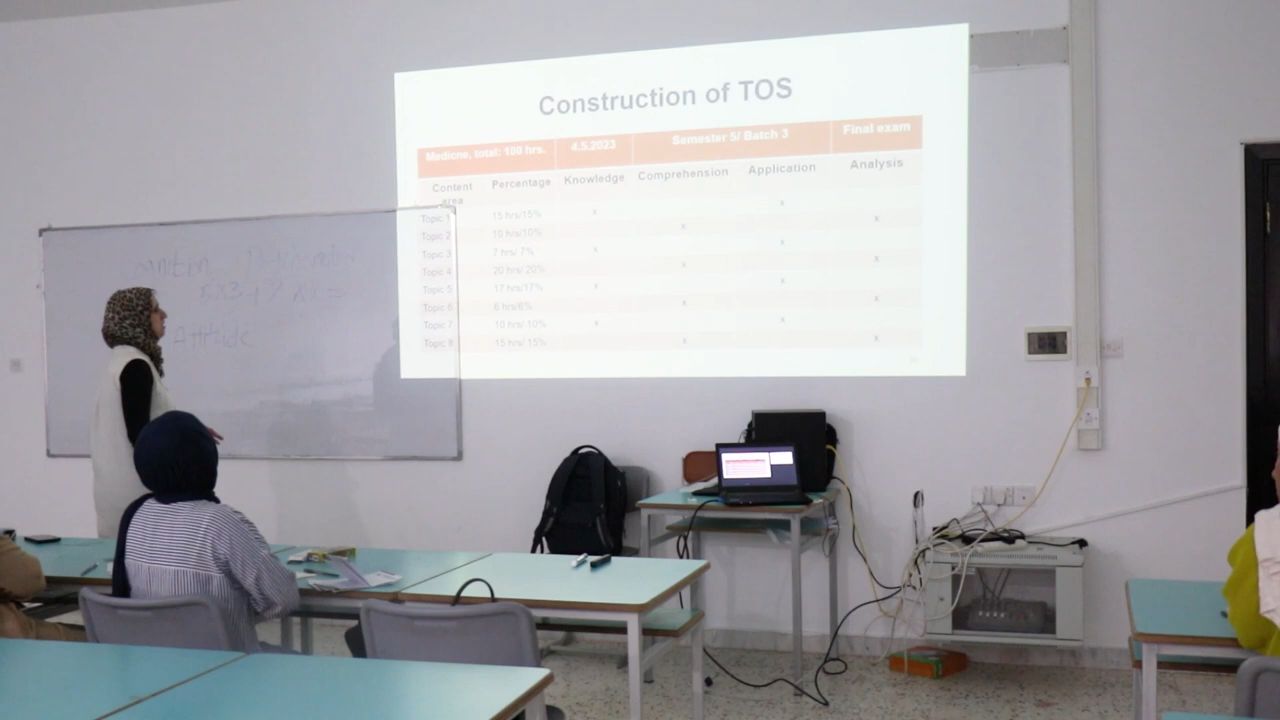 Construction of TOS
Medicne, total: 100 hrs. 4.5.2023 Semester 5/ Batch 3 Final exam
Content area Percentage Knowledge Comprehension Application Analysis
Topic 1 15 hrs/15% x x
Topic 2 10 hrs/10% x x
Topic 3 7 hrs/ 7% x x
Topic 4 20 hrs/ 20% x x
Topic 5 17 hrs/17% x x
Topic 6 6 hrs/6% x x
Topic 7 10 hrs/ 10% x x
Topic 8 15 hrs/ 15% x x
Attitude